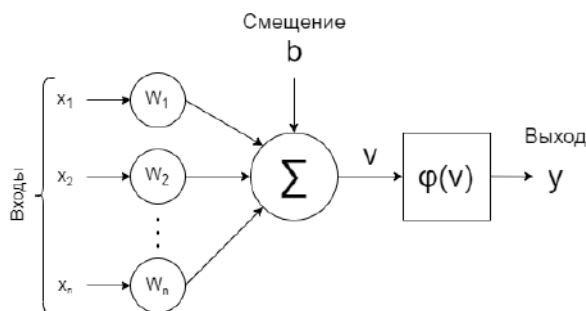 Смещение
b
Входы
x₁
W₁
x₂
W₂
xₙ
Wₙ
Σ
v
φ(v)
Выход
y